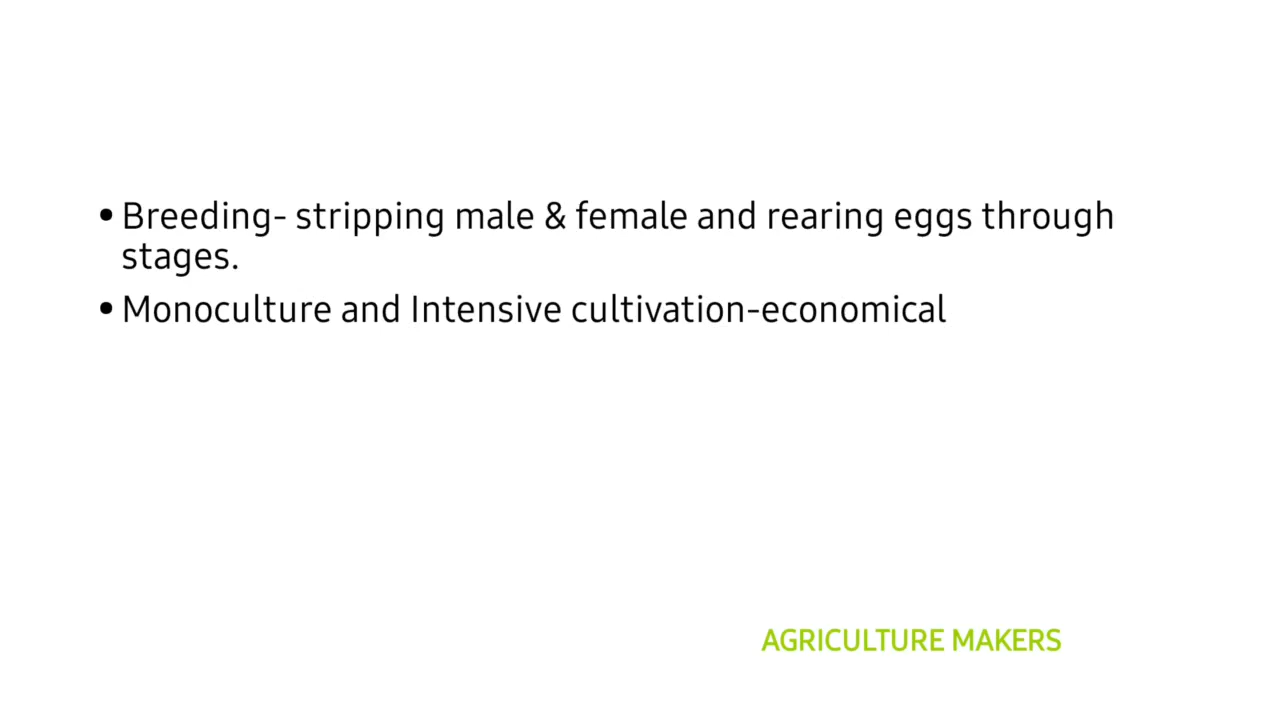 • Breeding- stripping male & female and rearing eggs through
stages.
• Monoculture and Intensive cultivation-economical
AGRICULTURE MAKERS